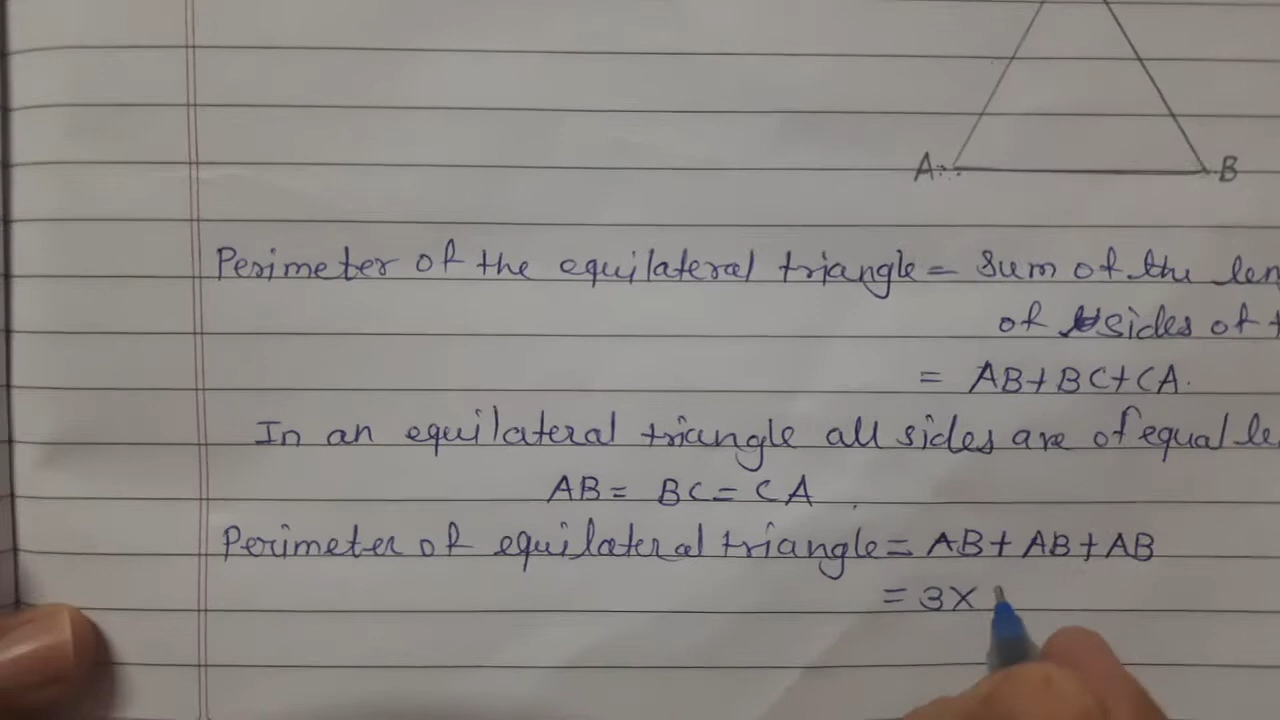 A B
Perimeter of the equilateral triangle = Sum of the
of sides of
= AB+BC+CA.
In an equilateral triangle all sides are of equal
AB = BC = CA
Perimeter of equilateral triangle = AB + AB + AB
= 3X